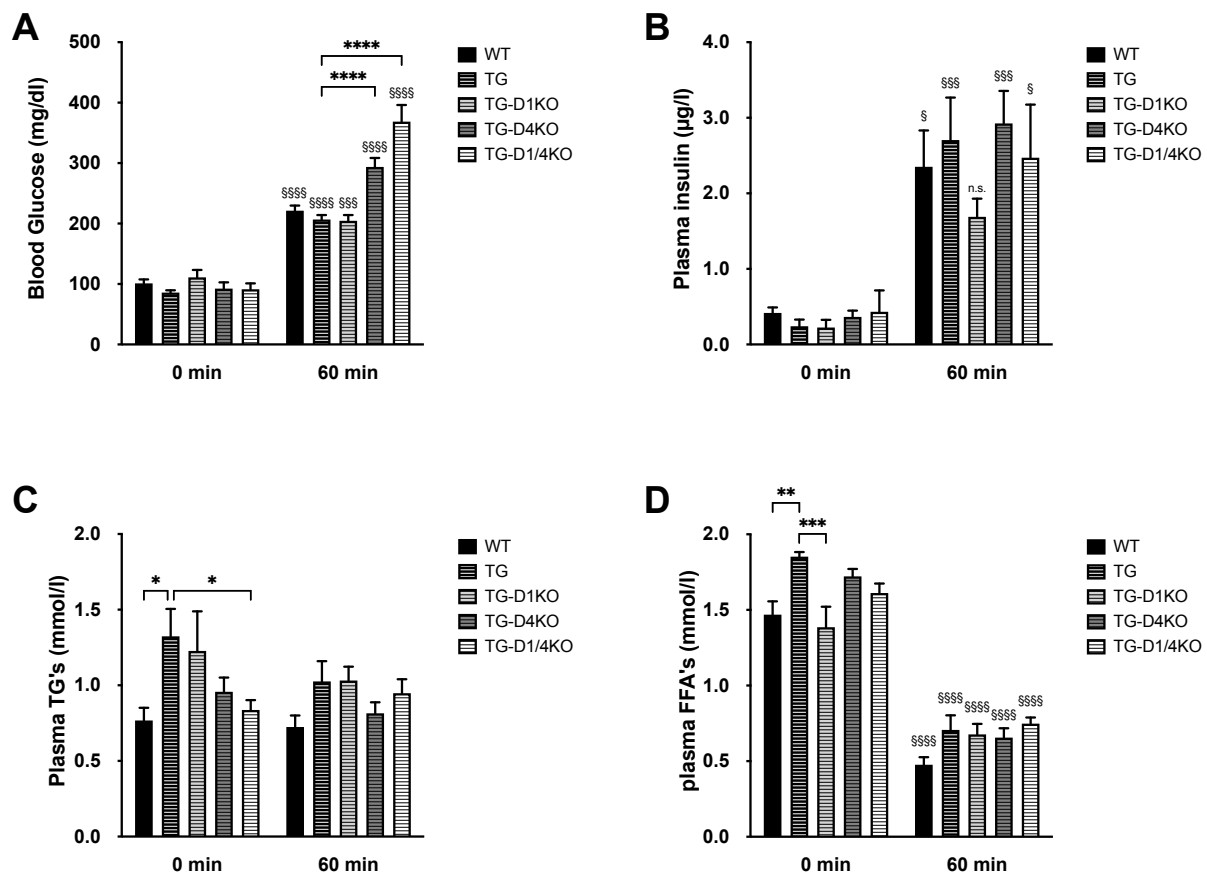 A
Blood Glucose (mg/dl)
500
400
300
200
100
0
****
****
§§§§
§§§§
§§§
§§§§
§§§§
0 min
60 min
WT
TG
TG-D1KO
TG-D4KO
TG-D1/4KO
B
Plasma insulin (µg/l)
4.0
3.0
2.0
1.0
0.0
§
§§§
n.s.
§§§
§
0 min
60 min
WT
TG
TG-D1KO
TG-D4KO
TG-D1/4KO
C
Plasma TG's (mmol/l)
2.0
1.5
1.0
0.5
0.0
*
*
0 min
60 min
WT
TG
TG-D1KO
TG-D4KO
TG-D1/4KO
D
plasma FFA's (mmol/l)
2.0
1.5
1.0
0.5
0.0
**
***
§§§§
§§§§
§§§§
§§§§
§§§§
0 min
60 min
WT
TG
TG-D1KO
TG-D4KO
TG-D1/4KO